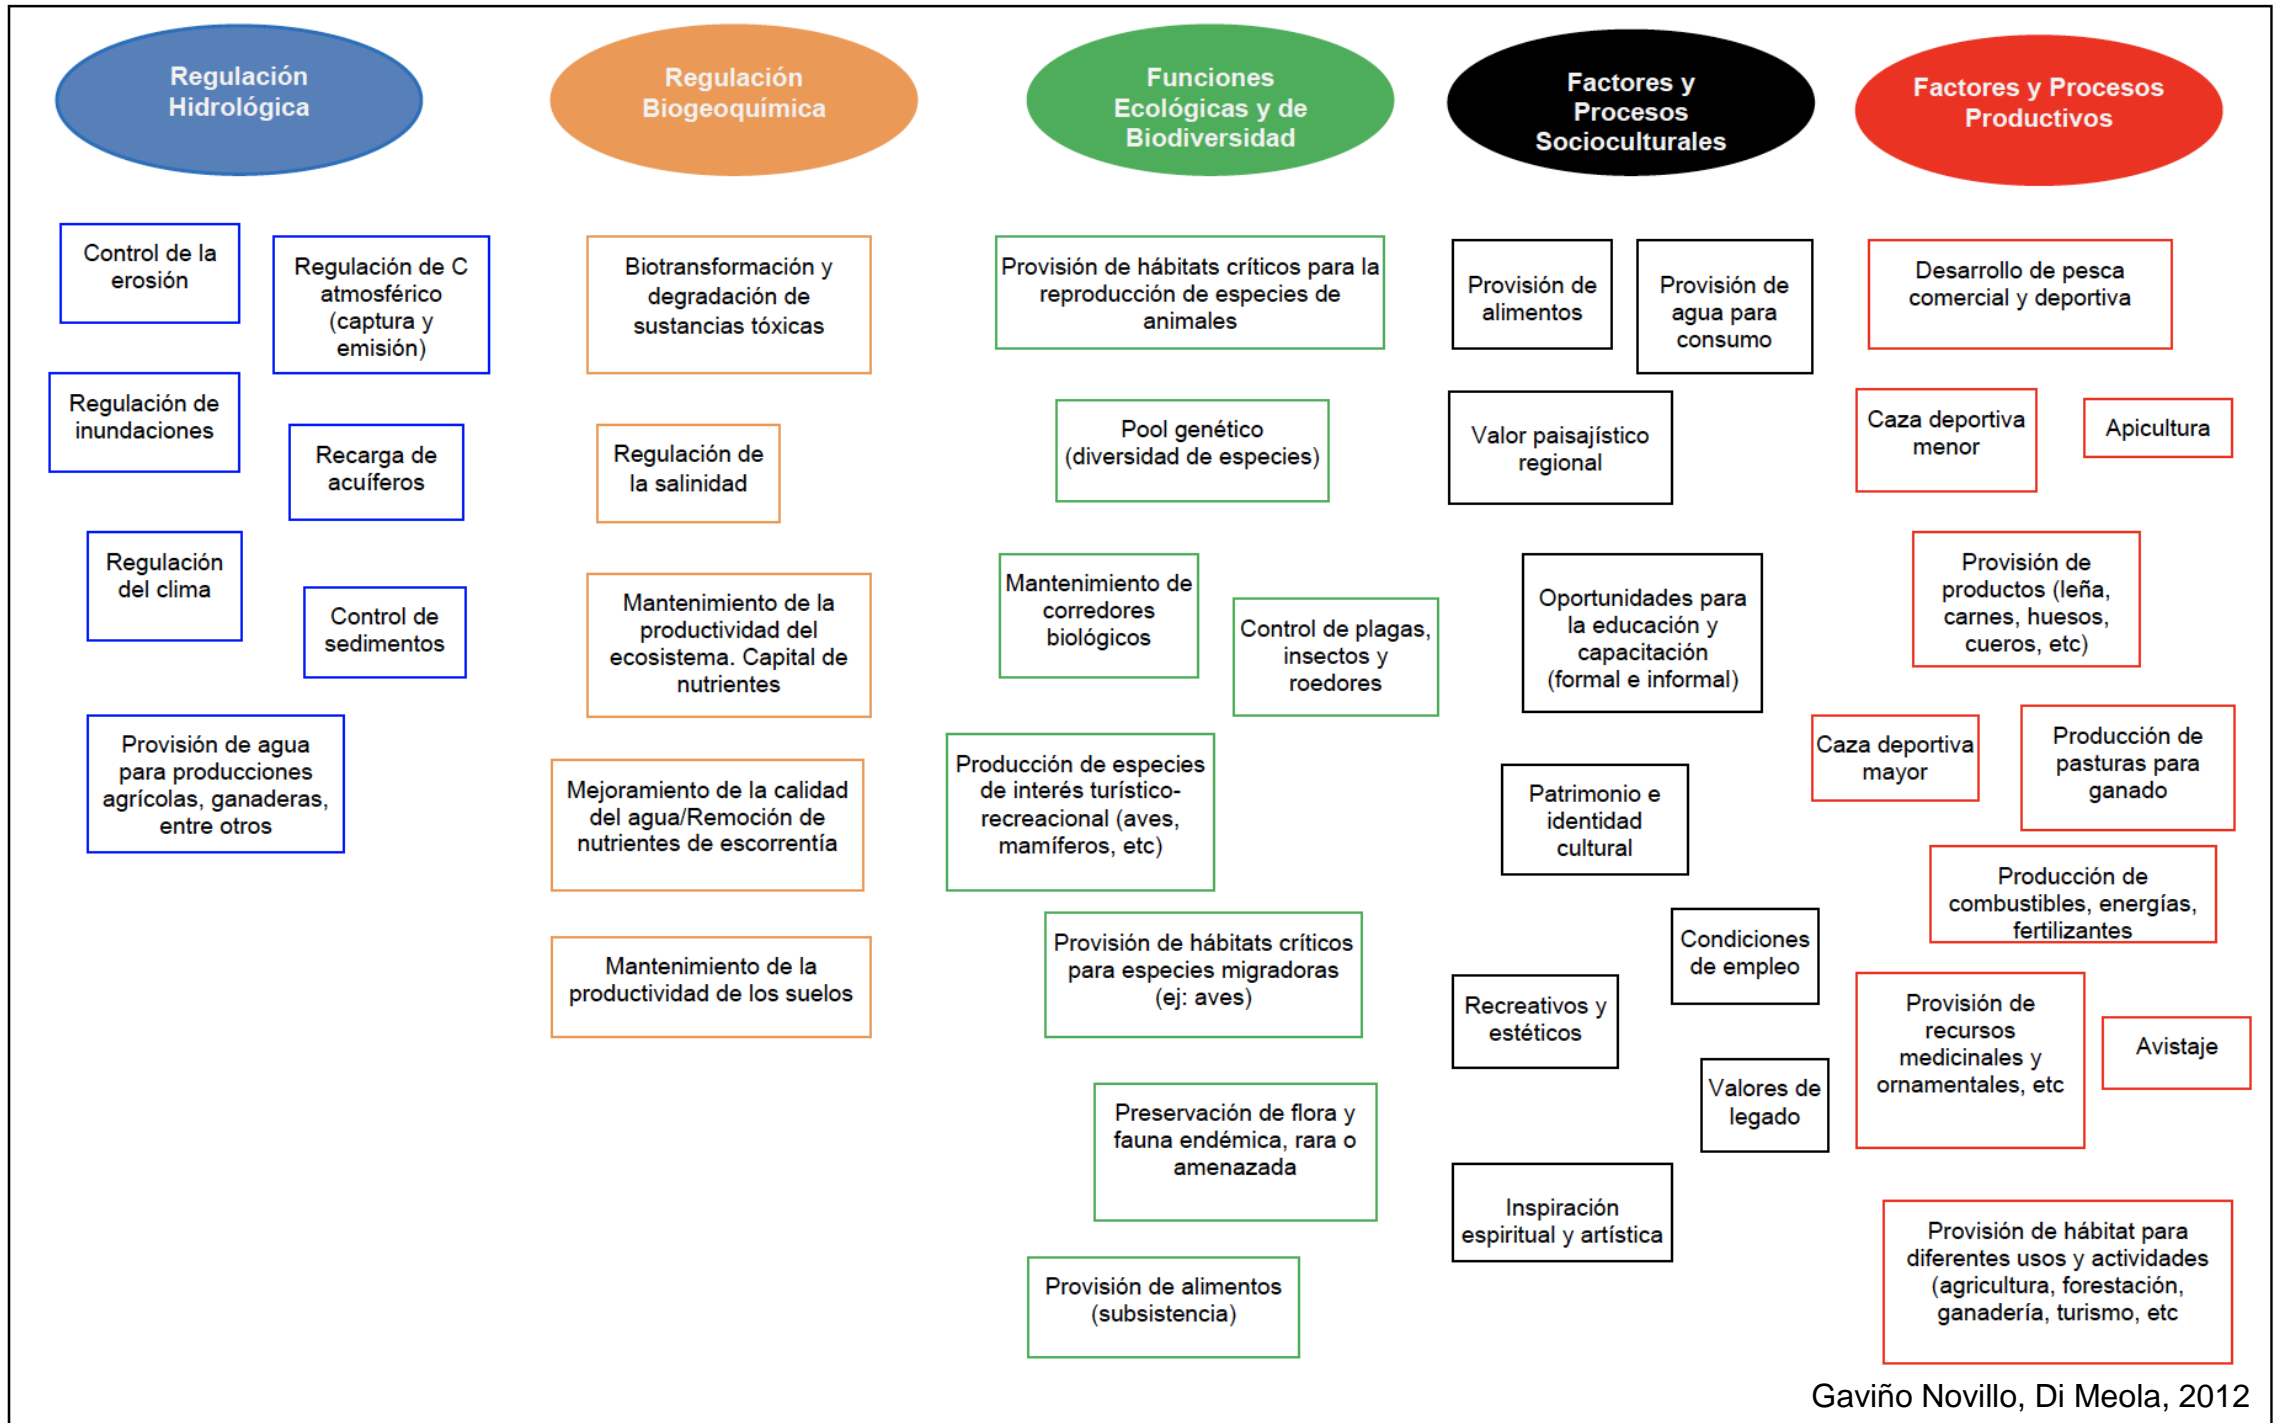 Regulación
Hidrológica
Control de la
erosión
Regulación de C
atmosférico
(captura y
emisión)
Regulación de
inundaciones
Recarga de
acuíferos
Regulación
del clima
Control de
sedimentos
Provisión de agua
para producciones
agrícolas, ganaderas,
entre otros
Regulación
Biogeoquímica
Biotransformación y
degradación de
sustancias tóxicas
Regulación de
la salinidad
Mantenimiento de la
productividad del
ecosistema. Capital de
nutrientes
Mejoramiento de la calidad
del agua/Remoción de
nutrientes de escorrentía
Mantenimiento de la
productividad de los suelos
Funciones
Ecológicas y de
Biodiversidad
Provisión de hábitats críticos para la
reproducción de especies de
animales
Pool genético
(diversidad de especies)
Mantenimiento de
corredores
biológicos
Control de plagas,
insectos y
roedores
Producción de especies
de interés turístico-
recreacional (aves,
mamíferos, etc)
Provisión de hábitats críticos
para especies migradoras
(ej: aves)
Preservación de flora y
fauna endémica, rara o
amenazada
Provisión de alimentos
(subsistencia)
Factores y
Procesos
Socioculturales
Provisión de
alimentos
Provisión de
agua para
consumo
Valor paisajístico
regional
Oportunidades para
la educación y
capacitación
(formal e informal)
Patrimonio e
identidad
cultural
Condiciones
de empleo
Recreativos y
estéticos
Valores de
legado
Inspiración
espiritual y artística
Factores y Procesos
Productivos
Desarrollo de pesca
comercial y deportiva
Caza deportiva
menor
Apicultura
Provisión de
productos (leña,
carnes, huesos,
cueros, etc)
Caza deportiva
mayor
Producción de
pasturas para
ganado
Producción de
combustibles, energías,
fertilizantes
Provisión de
recursos
medicinales y
ornamentales, etc
Avistaje
Provisión de hábitat para
diferentes usos y actividades
(agricultura, forestación,
ganadería, turismo, etc
Gaviño Novillo, Di Meola, 2012